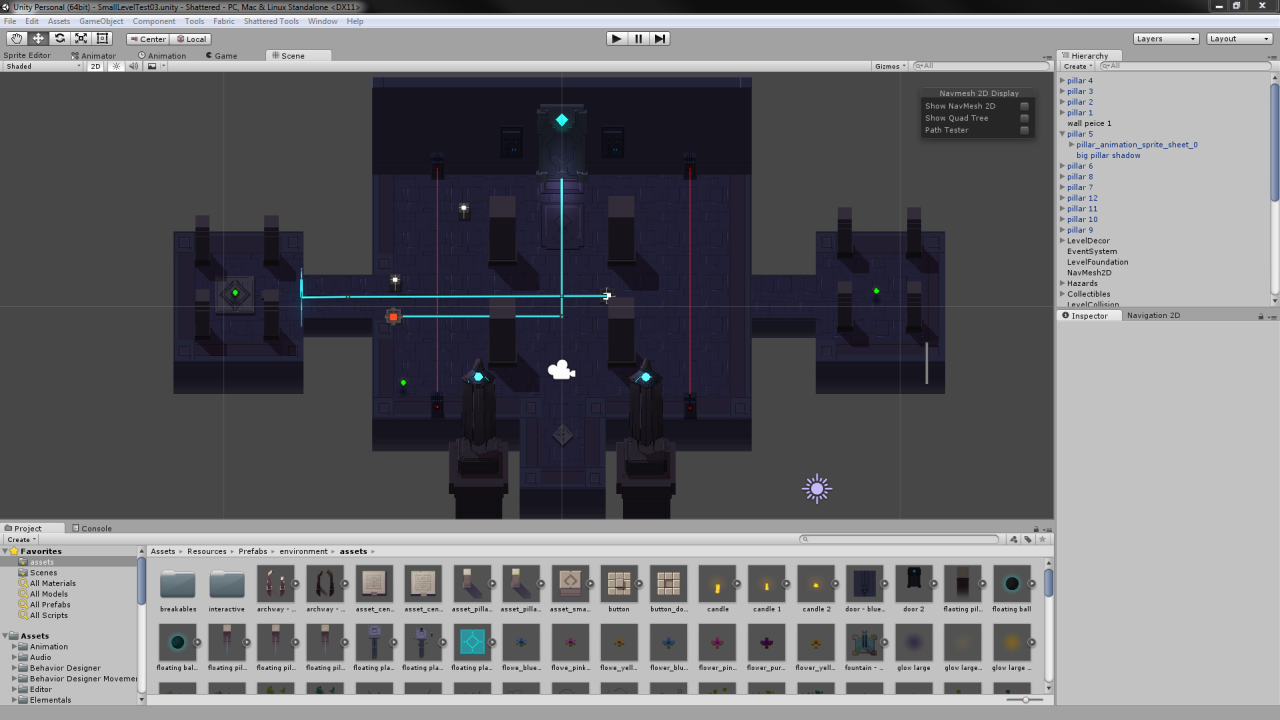 Unity Personal (64bit) - SmallLevelTest03.unity - Shattered - PC, Mac & Linux Standalone <DX11>
File Edit Assets GameObject Component Tools Fabric Shattered Tools Window Help
Center Local Layers Layout
Sprite Editor Animator Animation Game Scene Hierarchy
Shaded 2D Gizmos All Create All
Navmesh 2D Display
Show NavMesh 2D
Show Quad Tree
Path Tester
pillar 4
pillar 3
pillar 2
pillar 1
wall peice 1
pillar 5
pillar_animation_sprite_sheet_0
big pillar shadow
pillar 6
pillar 8
pillar 7
pillar 12
pillar 11
pillar 10
pillar 9
LevelDecor
EventSystem
LevelFoundation
NavMesh2D
Hazards
Collectibles
LevelCollision
Inspector Navigation 2D
Project Console
Create
Favorites
assets
Scenes
All Materials
All Models
All Prefabs
All Scripts
Assets
Animation
Audio
Behavior Designer
Behavior Designer Movemen
Editor
Elementals
Assets Resources Prefabs environment assets
breakables interactive archway - ... archway - ... asset_cen... asset_cen... asset_pilla... asset_pilla... asset_sma... button button_do... candle candle 1 candle 2 door - blue... door 2 flaoting pil... floating ball
floating bal... floating pil... floating pil... floating pil... floating pla... floating pla... floating pla... flowe_blue... flowe_pink... flowe_yell... flower_blu... flower_pin... flower_pur... flower_yell... fountain - ... glow large glow large... glow large ...